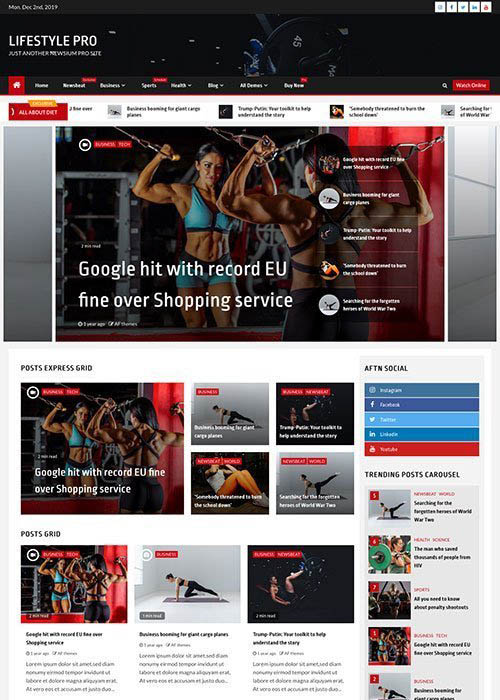 Mon. Dec 2nd, 2019
LIFESTYLE PRO
JUST ANOTHER NEWSIUM PRO SITE
Home
Newsbeat
Business
Sports
Health
Blog
All Demos
Buy Now
Watch Online
EXCLUSIVE
ALL ABOUT DIET
fine over
Business booming for giant cargo
planes
Trump-Putin: Your toolkit to help
understand the story
'Somebody threatened to burn the
school down'
Searching for
of World War
BUSINESS TECH
2 min read
Google hit with record EU
fine over Shopping service
1 year ago AF themes
Google hit with record EU fine
over Shopping service
Business booming for giant
cargo planes
Trump-Putin: Your toolkit to help
understand the story
'Somebody threatened to burn
the school down'
Searching for the forgotten
heroes of World War Two
POSTS EXPRESS GRID
BUSINESS TECH
2 min read
Google hit with record EU fine
over Shopping service
BUSINESS
Business booming for giant
cargo planes
BUSINESS NEWSBEAT
Trump-Putin: Your toolkit to
help understand the story
NEWSBEAT WORLD
'Somebody threatened to burn
the school down'
NEWSBEAT WORLD
Searching for the forgotten
heroes of World War Two
POSTS GRID
BUSINESS TECH
2 min read
Google hit with record EU fine over
Shopping service
1 year ago AF themes
Lorem ipsum dolor sit amet,sed diam
nonumy eirmod tempor invidunt ut
labore et dolore magna aliquyam erat,
At vero eos et accusam et justo duo...
BUSINESS
1 min read
Business booming for giant cargo planes
1 year ago AF themes
Lorem ipsum dolor sit amet,sed diam
nonumy eirmod tempor invidunt ut
labore et dolore magna aliquyam erat,
At vero eos et accusam et justo duo...
BUSINESS NEWSBEAT
2 min read
Trump-Putin: Your toolkit to help
understand the story
1 year ago AF themes
Lorem ipsum dolor sit amet,sed diam
nonumy eirmod tempor invidunt ut
labore et dolore magna aliquyam erat,
At vero eos et accusam et justo duo...
AFTN SOCIAL
Instagram
Facebook
Twitter
Linkedin
Youtube
TRENDING POSTS CAROUSEL
5
NEWSBEAT WORLD
Searching for the
forgotten heroes of World
War Two
6
HEALTH SCIENCE
The man who saved
thousands of people from
HIV
7
SPORTS
All you need to know
about penalty shootouts
1
BUSINESS TECH
Google hit with record EU
fine over Shopping service
2
BUSINESS
Business booming for
giant cargo planes